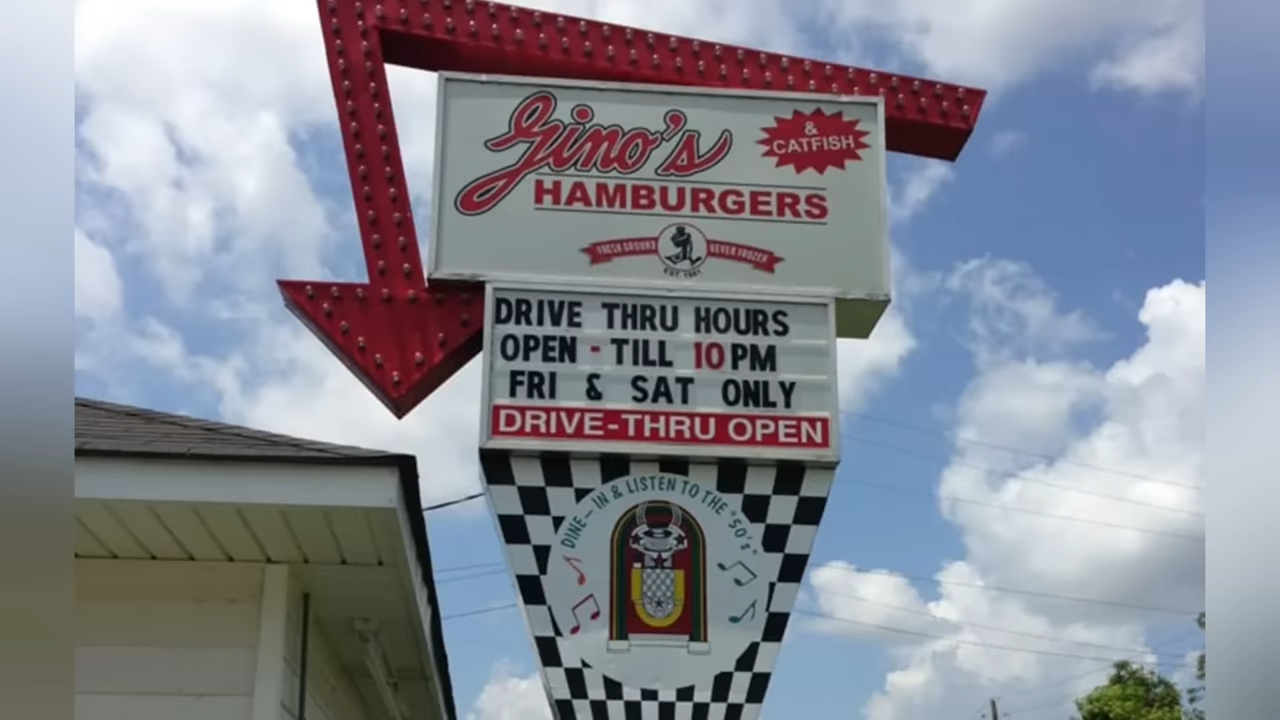 Gino's
& CATFISH
HAMBURGERS
FRESH GROUND NEVER FROZEN
DRIVE THRU HOURS
OPEN - TILL 10 PM
FRI & SAT ONLY
DRIVE-THRU OPEN
DINE-IN & LISTEN TO THE "50's"